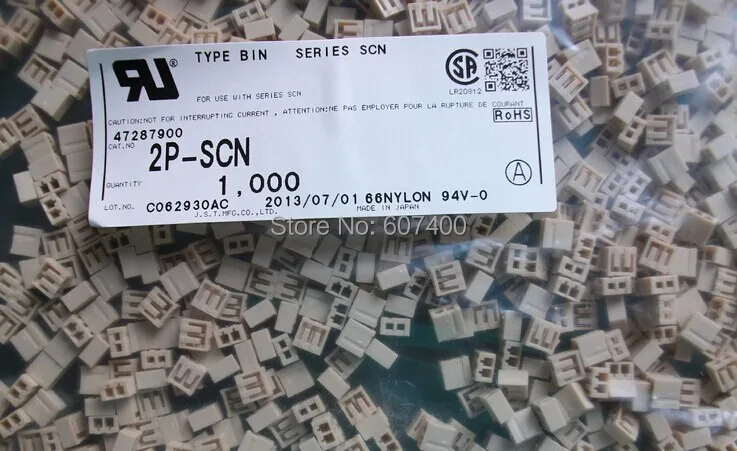 TYPE BIN SERIES SCN
FOR USE WITH SERIES SCN
LR20812
CAUTION:NOT FOR INTERRUPTING CURRENT , ATTENTION:NE PAS EMPLOYER POUR LA RUPTURE DE COURANT
RoHS
47287900
CAT.NO 2P-SCN
QUANTITY 1,000
LOT.NO. C062930AC 2013/07/01 66NYLON 94V-0
J.S.T.MFG.CO.,LTD. MADE IN JAPAN
A
Store No: 607400